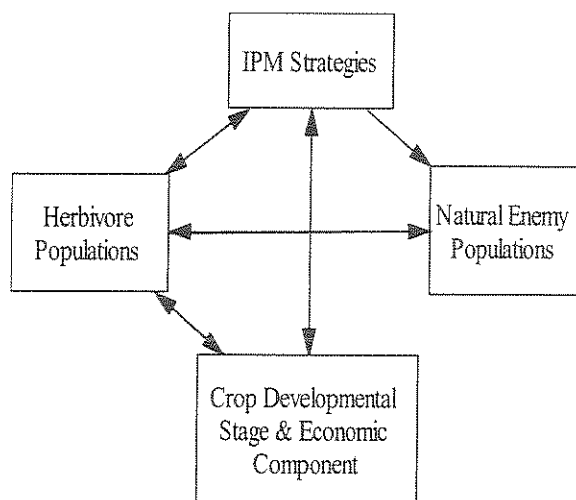 IPM Strategies
Herbivore
Populations
Natural Enemy
Populations
Crop Developmental
Stage & Economic
Component